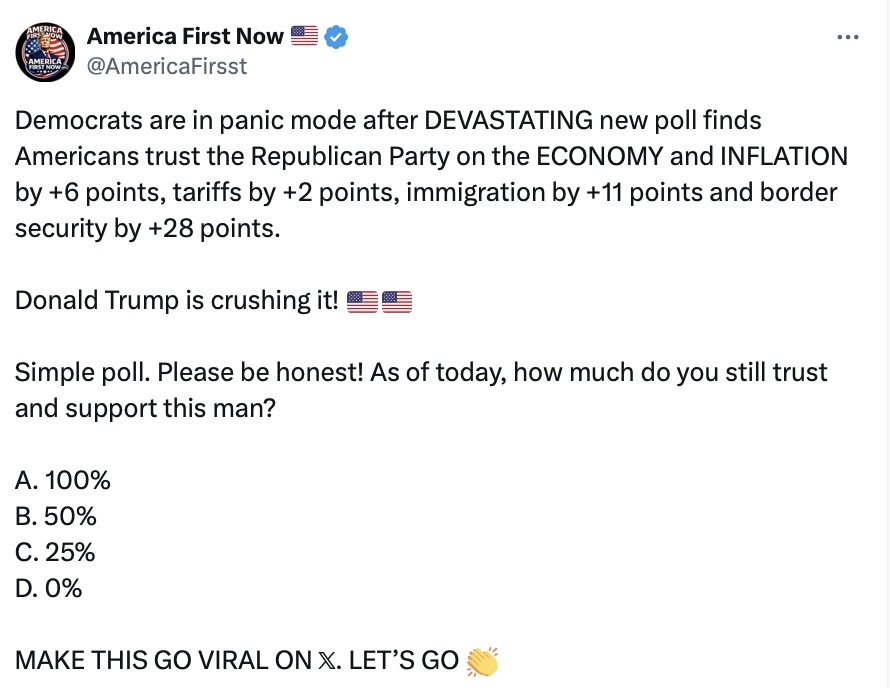 America First Now 🇺🇸
@AmericaFirsst
Democrats are in panic mode after DEVASTATING new poll finds
Americans trust the Republican Party on the ECONOMY and INFLATION
by +6 points, tariffs by +2 points, immigration by +11 points and border
security by +28 points.
Donald Trump is crushing it! 🇺🇸🇺🇸
Simple poll. Please be honest! As of today, how much do you still trust
and support this man?
A. 100%
B. 50%
C. 25%
D. 0%
MAKE THIS GO VIRAL ON 𝕏. LET’S GO 👏